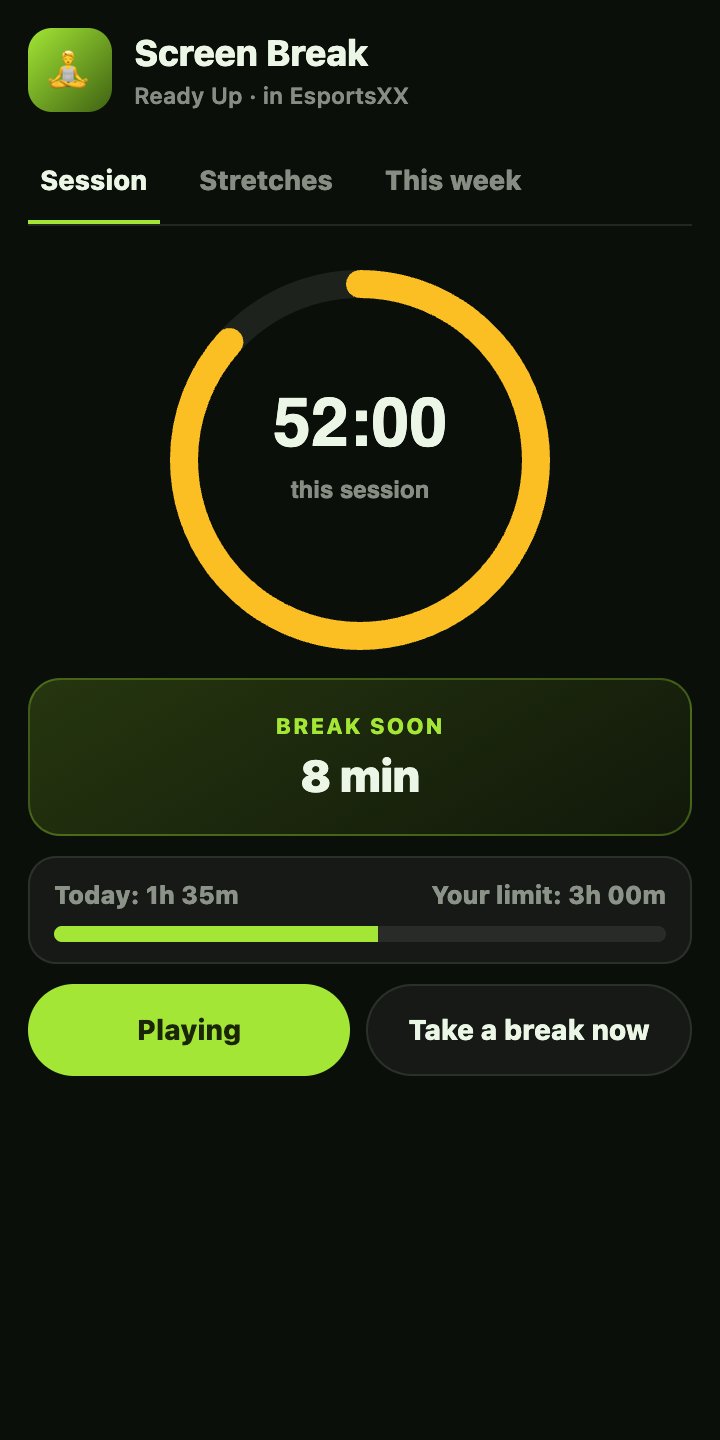 Screen Break
Ready Up · in EsportsXX
Session Stretches This week
52:00
this session
BREAK SOON
8 min
Today: 1h 35m Your limit: 3h 00m
Playing Take a break now